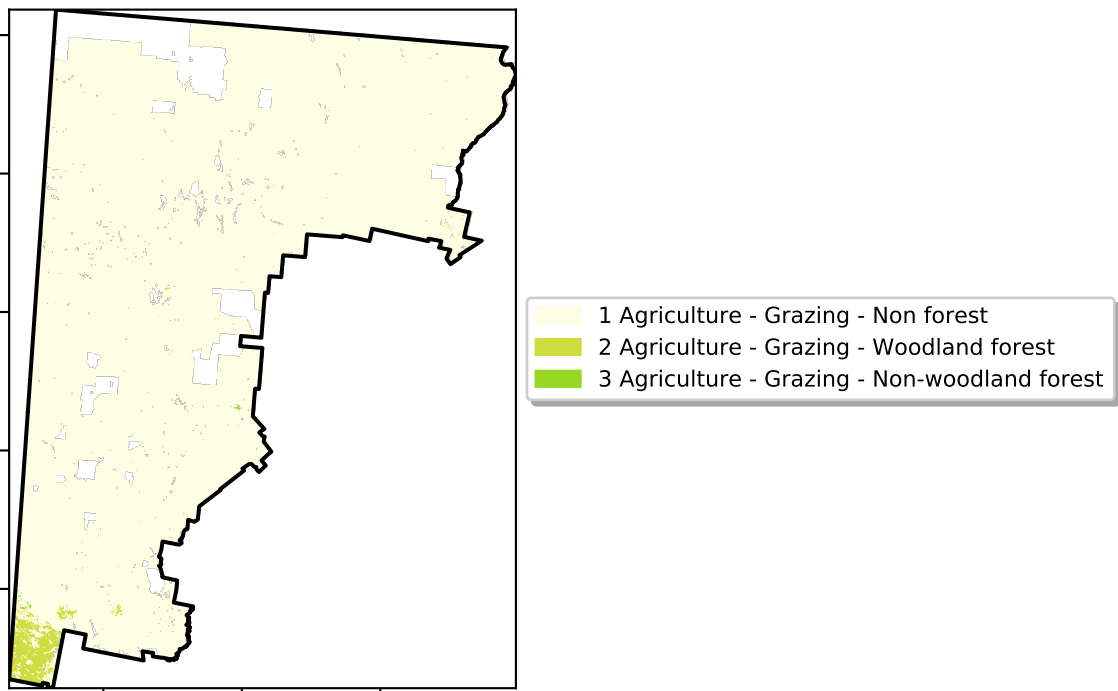 1 Agriculture - Grazing - Non forest
2 Agriculture - Grazing - Woodland forest
3 Agriculture - Grazing - Non-woodland forest